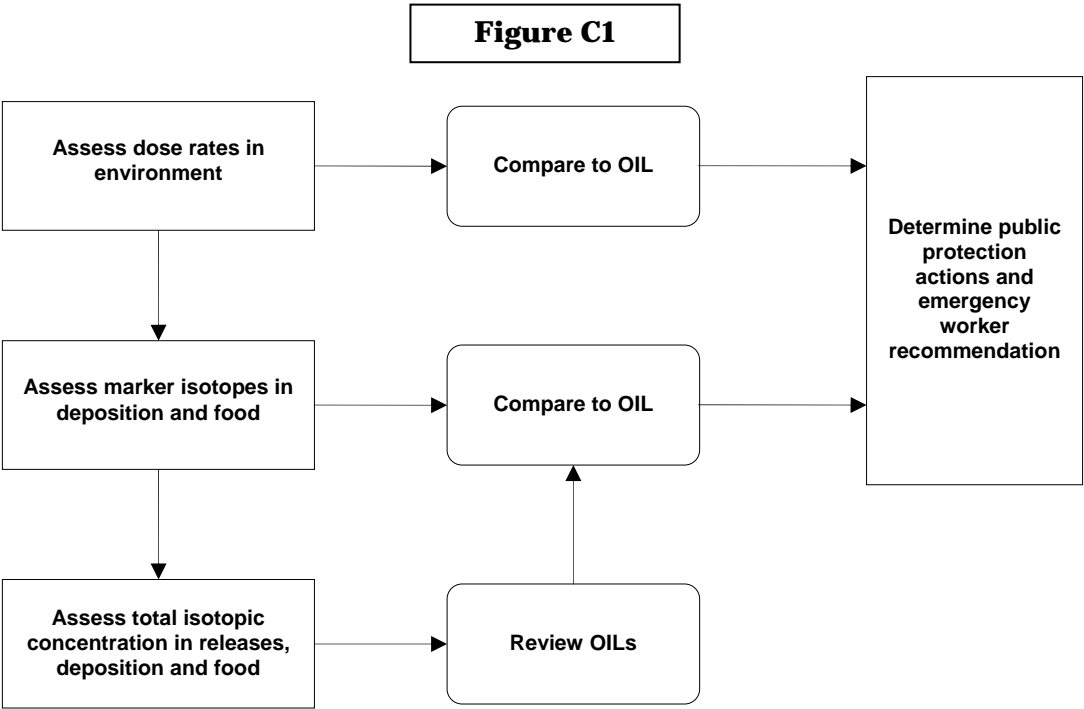 Figure C1
Assess dose rates in
environment
Compare to OIL
Determine public
protection
actions and
emergency
worker
recommendation
Assess marker isotopes in
deposition and food
Compare to OIL
Assess total isotopic
concentration in releases,
deposition and food
Review OILs